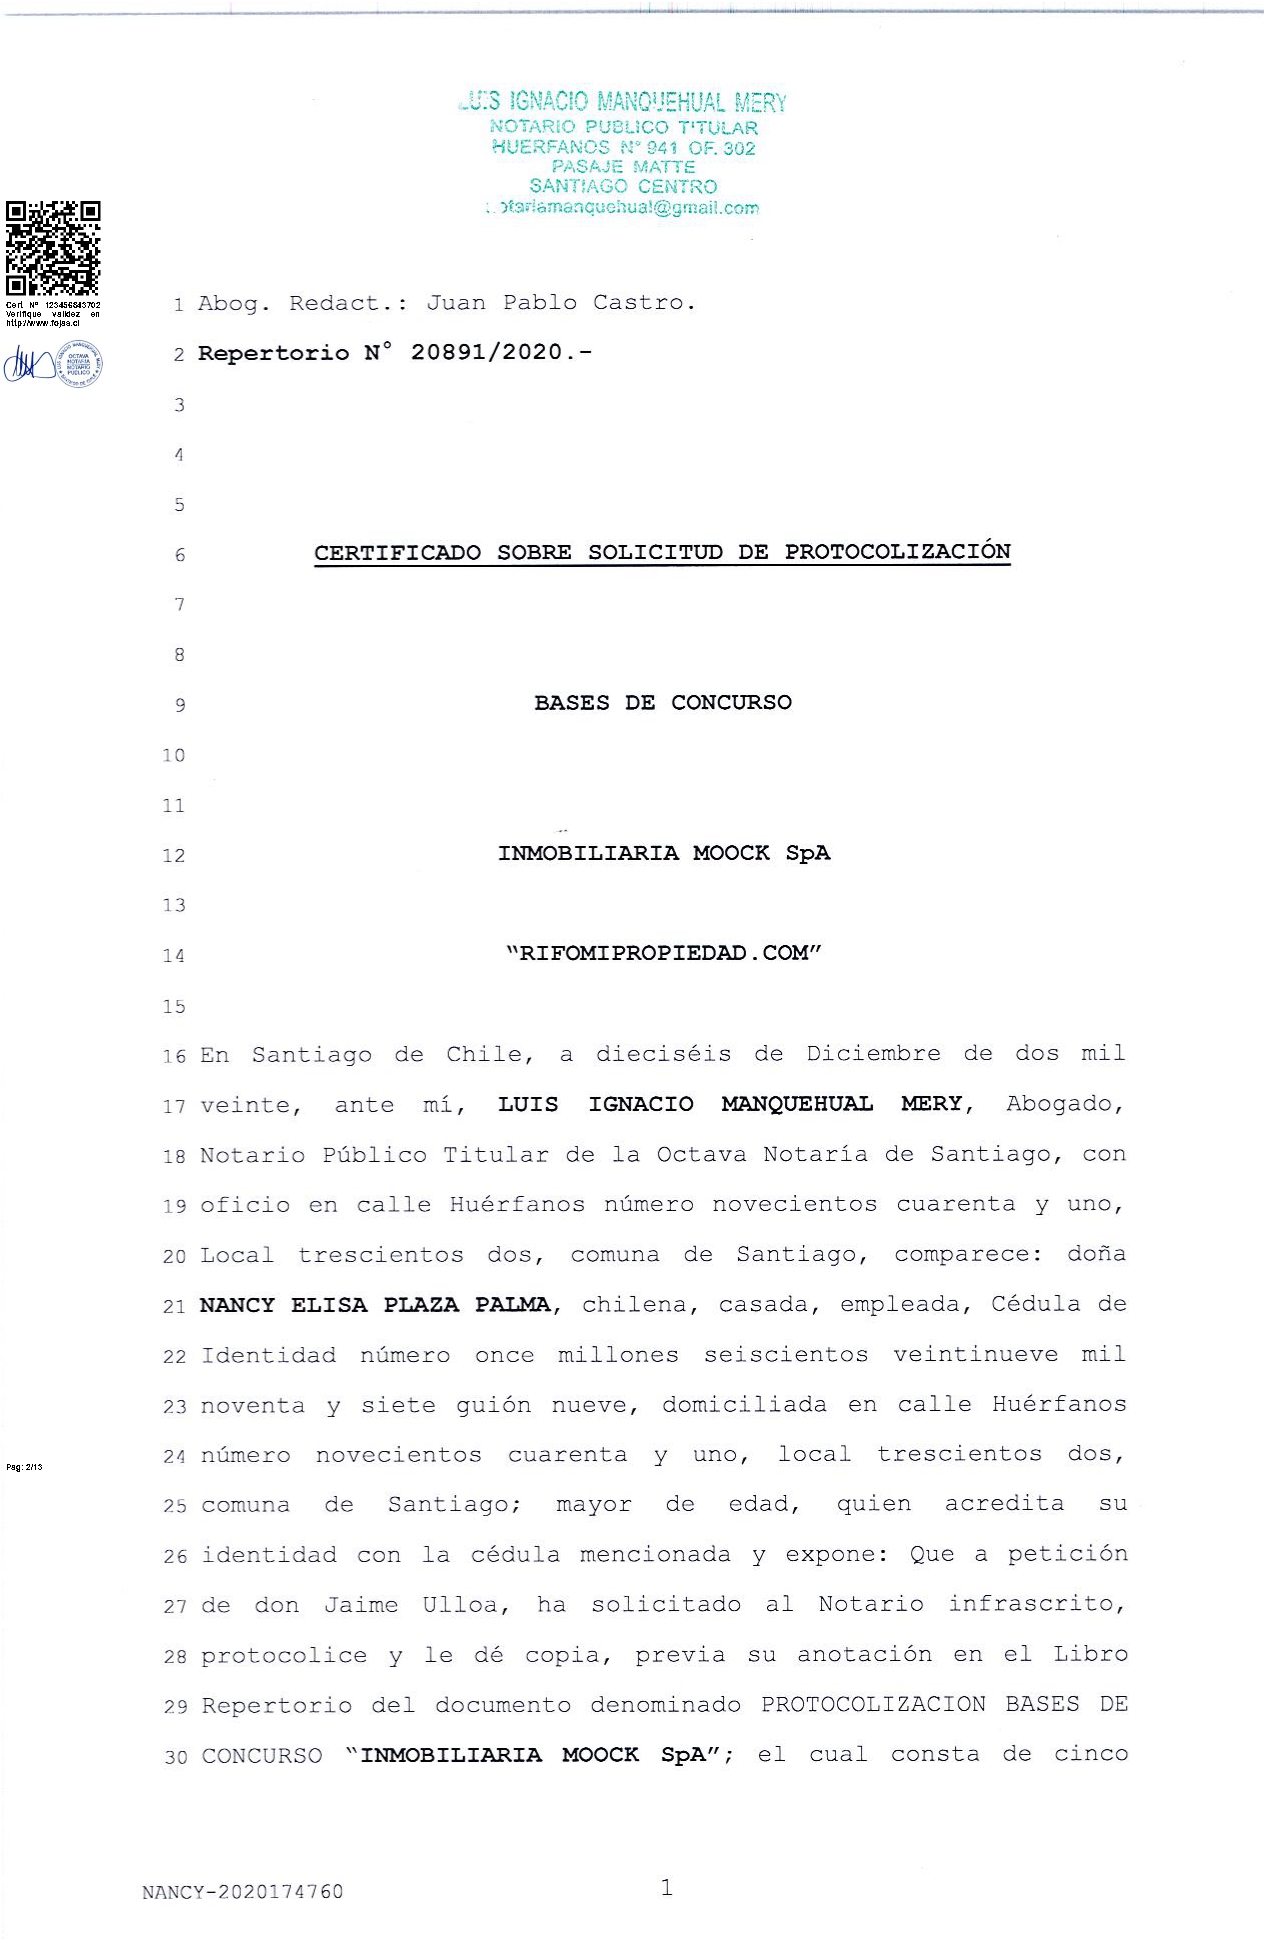 LUIS IGNACIO MANQUEHUAL MERY
NOTARIO PUBLICO TITULAR
HUERFANOS N° 941 OF. 302
PASAJE MATTE
SANTIAGO CENTRO
notariamanquehual@gmail.com
Cert N° 123456843702
Verifique validez en
http://www.fojas.cl
OCTAVA
NOTARIA
NOTARIO
PUBLICO
1 Abog. Redact.: Juan Pablo Castro.
2 Repertorio N° 20891/2020.-
3
4
5
6 CERTIFICADO SOBRE SOLICITUD DE PROTOCOLIZACIÓN
7
8
9 BASES DE CONCURSO
10
11
12 INMOBILIARIA MOOCK SpA
13
14 “RIFOMIPROPIEDAD.COM”
15
16 En Santiago de Chile, a dieciséis de Diciembre de dos mil
17 veinte, ante mí, LUIS IGNACIO MANQUEHUAL MERY, Abogado,
18 Notario Público Titular de la Octava Notaría de Santiago, con
19 oficio en calle Huérfanos número novecientos cuarenta y uno,
20 Local trescientos dos, comuna de Santiago, comparece: doña
21 NANCY ELISA PLAZA PALMA, chilena, casada, empleada, Cédula de
22 Identidad número once millones seiscientos veintinueve mil
23 noventa y siete guión nueve, domiciliada en calle Huérfanos
24 número novecientos cuarenta y uno, local trescientos dos,
Pag: 2/13
25 comuna de Santiago; mayor de edad, quien acredita su
26 identidad con la cédula mencionada y expone: Que a petición
27 de don Jaime Ulloa, ha solicitado al Notario infrascrito,
28 protocolice y le dé copia, previa su anotación en el Libro
29 Repertorio del documento denominado PROTOCOLIZACION BASES DE
30 CONCURSO “INMOBILIARIA MOOCK SpA”; el cual consta de cinco
NANCY-2020174760
1